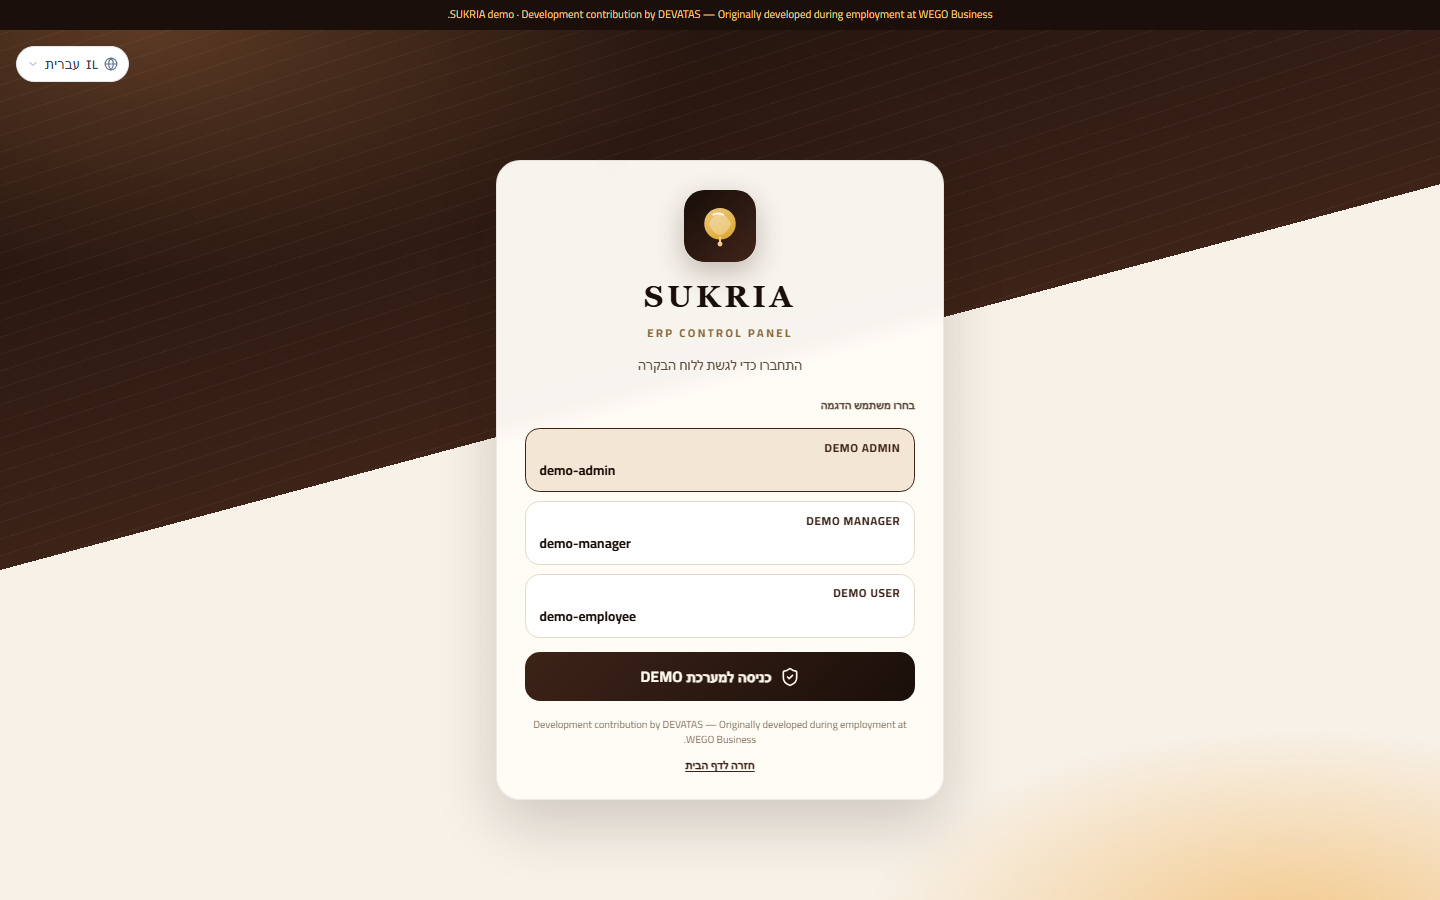 SUKRIA demo · Development contribution by DEVATAS — Originally developed during employment at WEGO Business.
IL עברית
SUKRIA
ERP CONTROL PANEL
התחברו כדי לגשת ללוח הבקרה
בחרו משתמש הדגמה
DEMO ADMIN
demo-admin
DEMO MANAGER
demo-manager
DEMO USER
demo-employee
כניסה למערכת DEMO
Development contribution by DEVATAS — Originally developed during employment at
WEGO Business.
חזרה לדף הבית